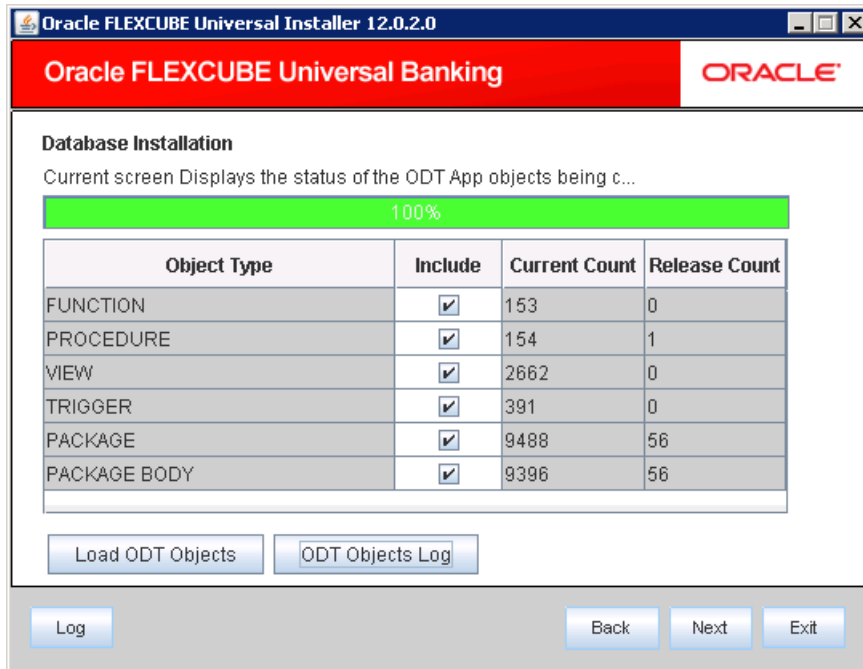 Oracle FLEXCUBE Universal Installer 12.0.2.0
Oracle FLEXCUBE Universal Banking
ORACLE
Database Installation
Current screen Displays the status of the ODT App objects being c...
100%
Object Type Include Current Count Release Count
FUNCTION 153 0
PROCEDURE 154 1
VIEW 2662 0
TRIGGER 391 0
PACKAGE 9488 56
PACKAGE BODY 9396 56
Load ODT Objects ODT Objects Log
Log Back Next Exit